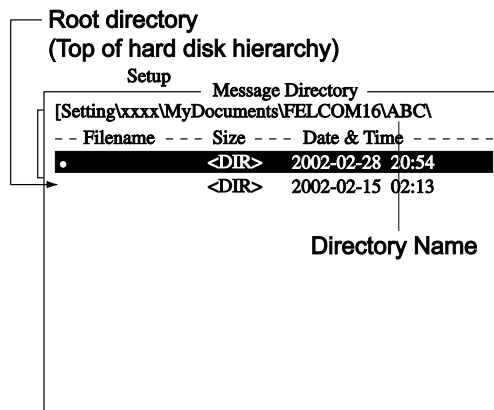 Root directory
(Top of hard disk hierarchy)
Setup
Message Directory
[Setting\xxxx\MyDocuments\FELCOM16\ABC\
-- Filename --- Size -- Date & Time ----
• <DIR> 2002-02-28 20:54
<DIR> 2002-02-15 02:13
Directory Name